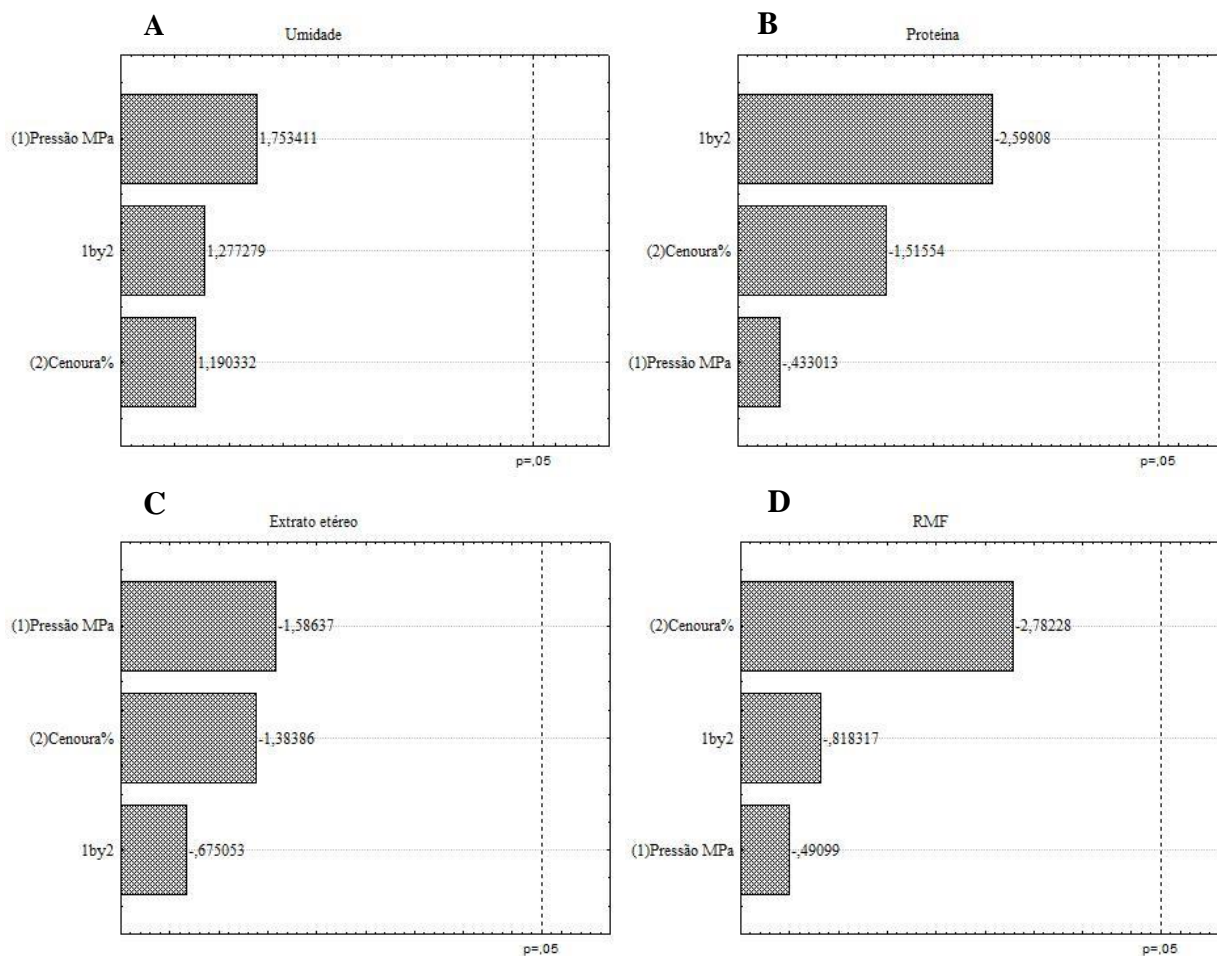 A
Umidade
(1)Pressão MPa
1,753411
1by2
1,277279
(2)Cenoura%
1,190332
p=,05
B
Proteína
1by2
-2,59808
(2)Cenoura%
-1,51554
(1)Pressão MPa
-,433013
p=,05
C
Extrato etéreo
(1)Pressão MPa
-1,58637
(2)Cenoura%
-1,38386
1by2
-,675053
p=,05
D
RMF
(2)Cenoura%
-2,78228
1by2
-,818317
(1)Pressão MPa
-,49099
p=,05